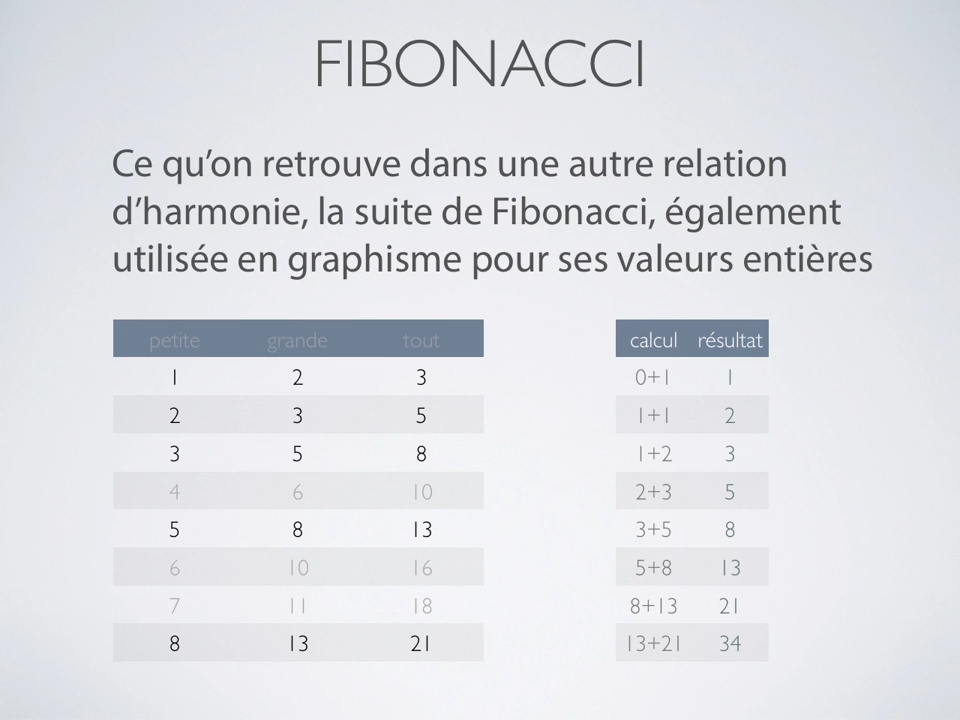 FIBONACCI
Ce qu’on retrouve dans une autre relation
d’harmonie, la suite de Fibonacci, également
utilisée en graphisme pour ses valeurs entières
petite grande tout
1 2 3
2 3 5
3 5 8
4 6 10
5 8 13
6 10 16
7 11 18
8 13 21
calcul résultat
0+1 1
1+1 2
1+2 3
2+3 5
3+5 8
5+8 13
8+13 21
13+21 34